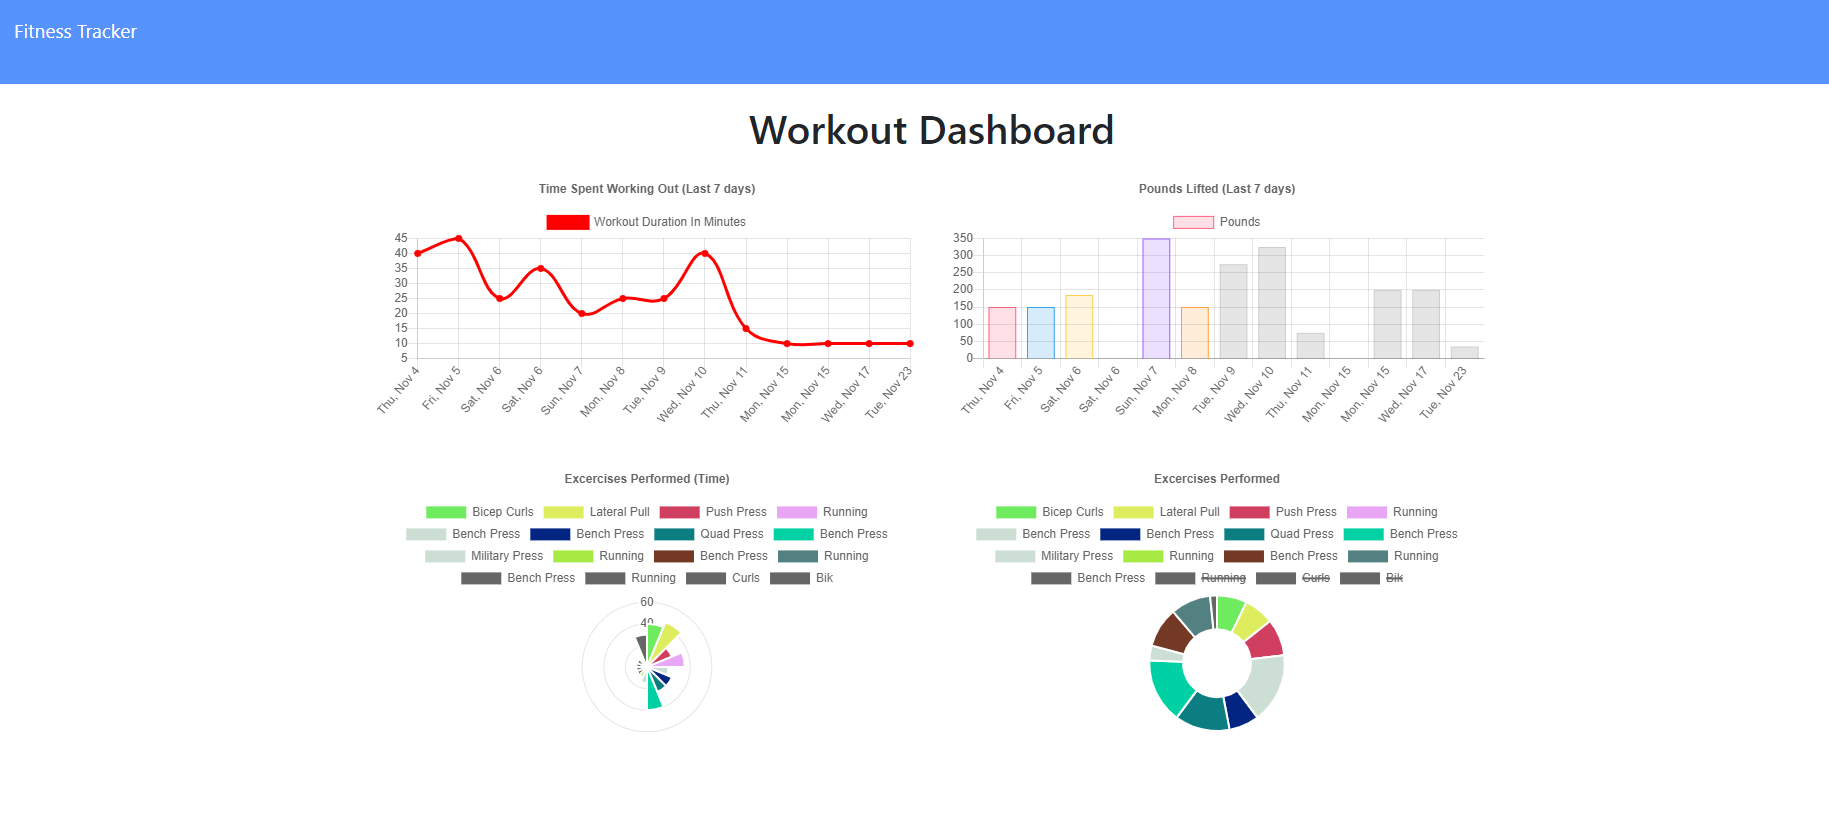 Fitness Tracker
Workout Dashboard
Time Spent Working Out (Last 7 days)
Workout Duration In Minutes
45
40
35
30
25
20
15
10
5
Thu, Nov 4
Fri, Nov 5
Sat, Nov 6
Sat, Nov 6
Sun, Nov 7
Mon, Nov 8
Tue, Nov 9
Wed, Nov 10
Thu, Nov 11
Mon, Nov 15
Mon, Nov 15
Wed, Nov 17
Tue, Nov 23
Pounds Lifted (Last 7 days)
Pounds
350
300
250
200
150
100
50
0
Thu, Nov 4
Fri, Nov 5
Sat, Nov 6
Sat, Nov 6
Sun, Nov 7
Mon, Nov 8
Tue, Nov 9
Wed, Nov 10
Thu, Nov 11
Mon, Nov 15
Mon, Nov 15
Wed, Nov 17
Tue, Nov 23
Excercises Performed (Time)
Bicep Curls Lateral Pull Push Press Running
Bench Press Bench Press Quad Press Bench Press
Military Press Running Bench Press Running
Bench Press Running Curls Bik
60
40
Excercises Performed
Bicep Curls Lateral Pull Push Press Running
Bench Press Bench Press Quad Press Bench Press
Military Press Running Bench Press Running
Bench Press Running Curls Bik